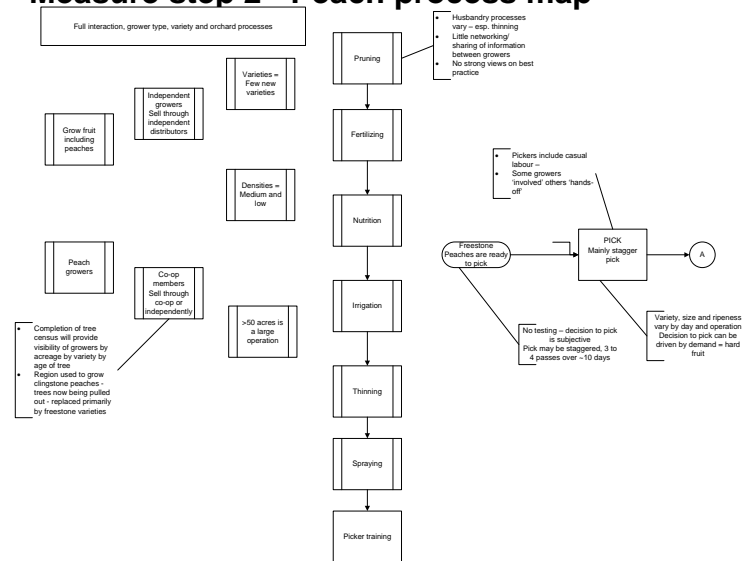 Measure step 2 - Peach process map
Full interaction, grower type, variety and orchard processes
Grow fruit
including
peaches
Peach
growers
Independent
growers
Sell through
independent
distributors
Co-op
members
Sell through
co-op or
independently
Varieties =
Few new
varieties
Densities =
Medium and
low
>50 acres is
a large
operation
• Completion of tree
census will provide
visibility of growers by
acreage by variety by
age of tree
• Region used to grow
clingstone peaches -
trees now being pulled
out - replaced primarily
by freestone varieties
Pruning
Fertilizing
Nutrition
Irrigation
Thinning
Spraying
Picker training
• Husbandry processes
vary – esp. thinning
• Little networking/
sharing of information
between growers
• No strong views on best
practice
• Pickers include casual
labour –
• Some growers
‘involved’ others ‘hands-
off’
Freestone
Peaches are ready
to pick
PICK
Mainly stagger
pick
A
No testing – decision to pick
is subjective
Pick may be staggered, 3 to
4 passes over ~10 days
Variety, size and ripeness
vary by day and operation
Decision to pick can be
driven by demand = hard
fruit